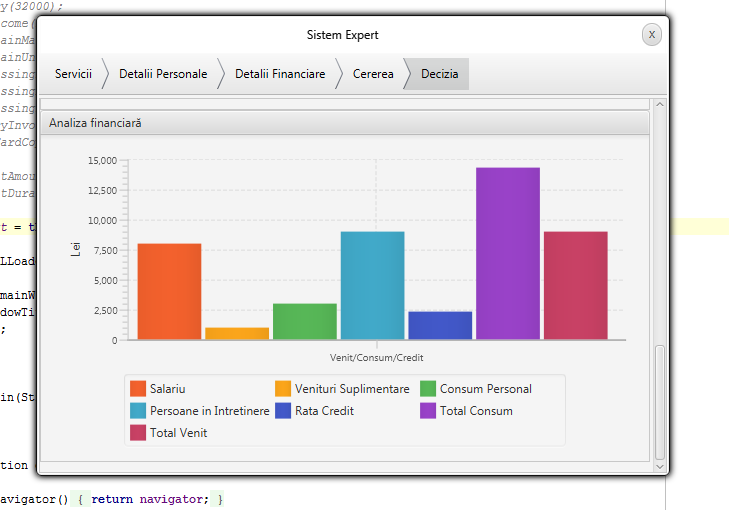 ry(32000);
Sistem Expert
x
Servicii
Detalii Personale
Detalii Financiare
Cererea
Decizia
Analiza financiară
15,000
12,500
10,000
7,500
5,000
2,500
0
Lei
Venit/Consum/Credit
Salariu
Venituri Suplimentare
Consum Personal
Persoane in Intretinere
Rata Credit
Total Consum
Total Venit
come(
ainMa
ainUn
ssing
ssing
ssing
ryInvo
CardCo
tAmou
tDura
t = t
LLoad
mainW
dowTi
;
in(St
tion
avigator() { return navigator; }